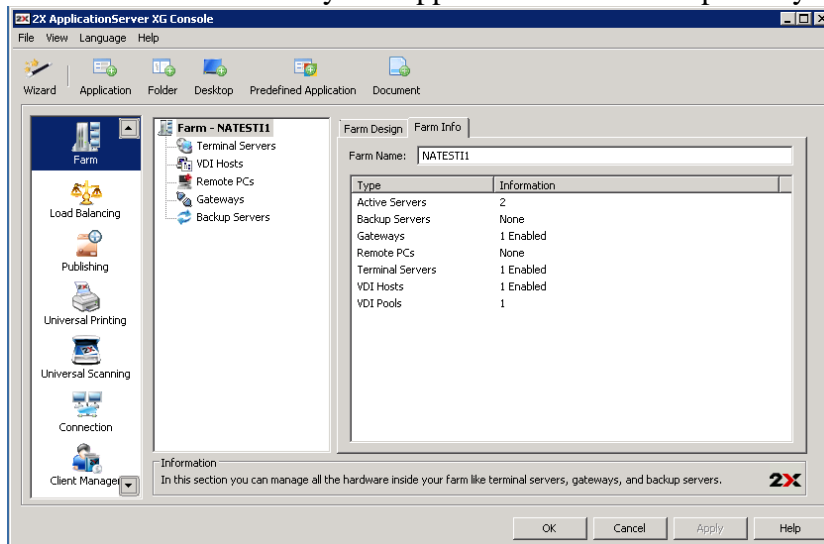 2X ApplicationServer XG Console
File View Language Help
Wizard Application Folder Desktop Predefined Application Document
Farm
Load Balancing
Publishing
Universal Printing
Universal Scanning
Connection
Client Manager
Farm - NATESTI1
Terminal Servers
VDI Hosts
Remote PCs
Gateways
Backup Servers
Farm Design Farm Info
Farm Name: NATESTI1
Type Information
Active Servers 2
Backup Servers None
Gateways 1 Enabled
Remote PCs None
Terminal Servers 1 Enabled
VDI Hosts 1 Enabled
VDI Pools 1
Information
In this section you can manage all the hardware inside your farm like terminal servers, gateways, and backup servers.
2X
OK Cancel Apply Help